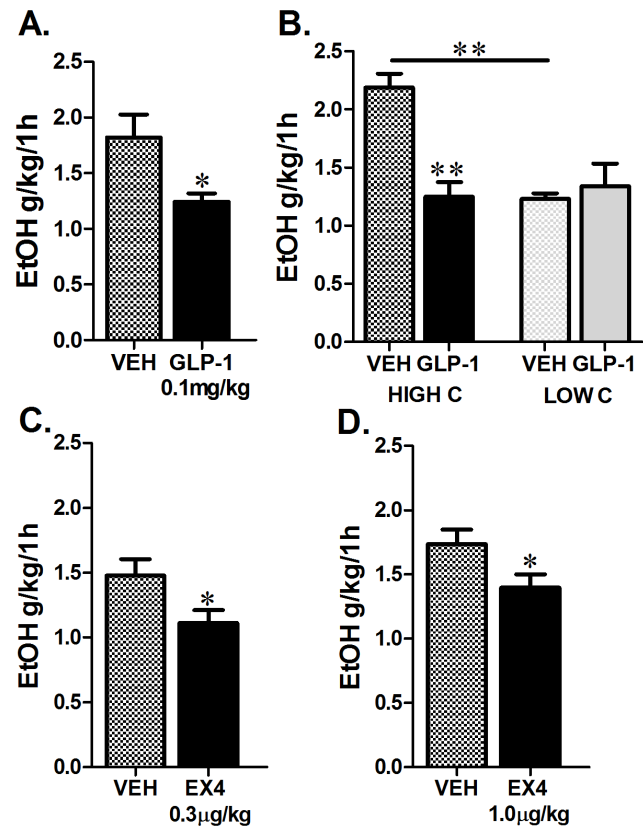 A.
EtOH g/kg/1h
2.5
2.0
1.5
1.0
0.5
0.0
*
VEH GLP-1
0.1mg/kg
B.
EtOH g/kg/1h
2.5
2.0
1.5
1.0
0.5
0.0
**
**
VEH GLP-1 VEH GLP-1
HIGH C LOW C
C.
EtOH g/kg/1h
2.5
2.0
1.5
1.0
0.5
0.0
*
VEH EX4
0.3µg/kg
D.
EtOH g/kg/1h
2.5
2.0
1.5
1.0
0.5
0.0
*
VEH EX4
1.0µg/kg